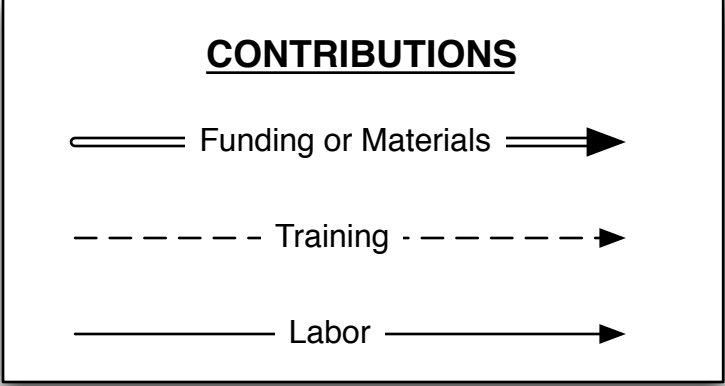 CONTRIBUTIONS
Funding or Materials
Training
Labor